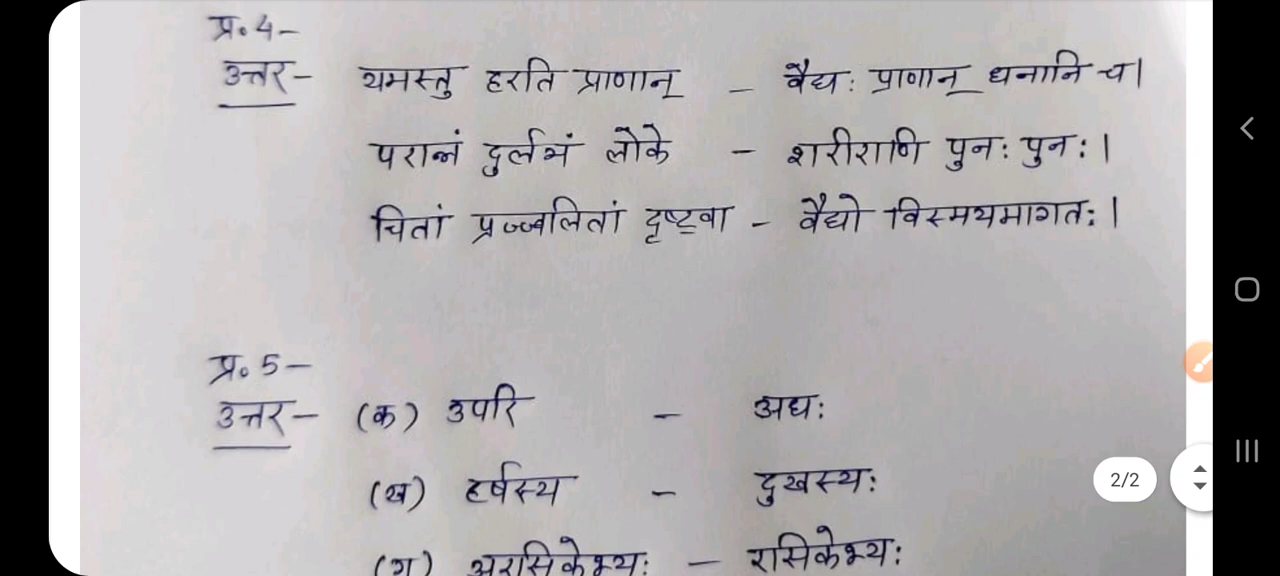 प्र॰ 4-
उत्तर- यमस्तु हरति प्राणान् - वैद्यः प्राणान् धनानि च।
परान्नं दुर्लभं लोके - शरीराणि पुनः पुनः।
चितां प्रज्ज्वलितां दृष्ट्वा - वैद्यो विस्मयमागतः।
प्र॰ 5-
उत्तर- (क) उपरि - अधः
(ख) हर्षस्य - दुखस्यः
(ग) अरसिकेभ्यः - रसिकेभ्यः
2/2